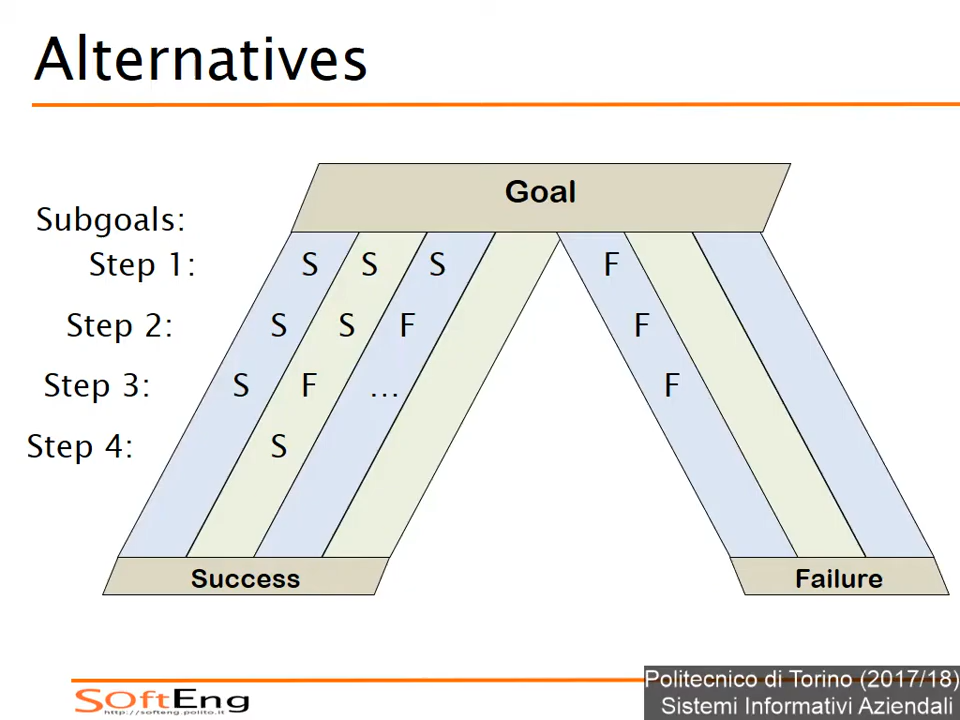 Alternatives
Goal
Subgoals:
Step 1: S S S F
Step 2: S S F F
Step 3: S F ... F
Step 4: S
Success
Failure
SoftEng
http://softeng.polito.it
Politecnico di Torino (2017/18)
Sistemi Informativi Aziendali